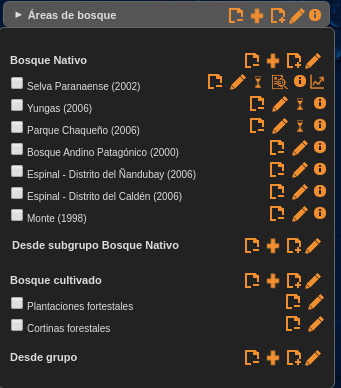 Áreas de bosque
Bosque Nativo
Selva Paranaense (2002)
Yungas (2006)
Parque Chaqueño (2006)
Bosque Andino Patagónico (2000)
Espinal - Distrito del Ñandubay (2006)
Espinal - Distrito del Caldén (2006)
Monte (1998)
Desde subgrupo Bosque Nativo
Bosque cultivado
Plantaciones fortestales
Cortinas forestales
Desde grupo